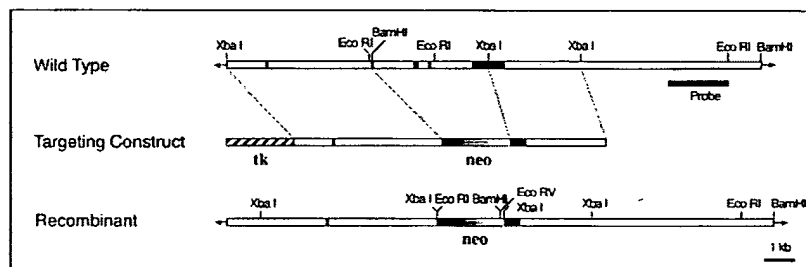 BamHI
Xba I Eco RI Eco RI Xba I Xba I Eco RI BamHI
Wild Type
Probe
Targeting Construct
tk neo
Eco RV
Xba I Xba I Eco RI BamHI Xba I Xba I Eco RI BamHI
Recombinant
neo
1 kb